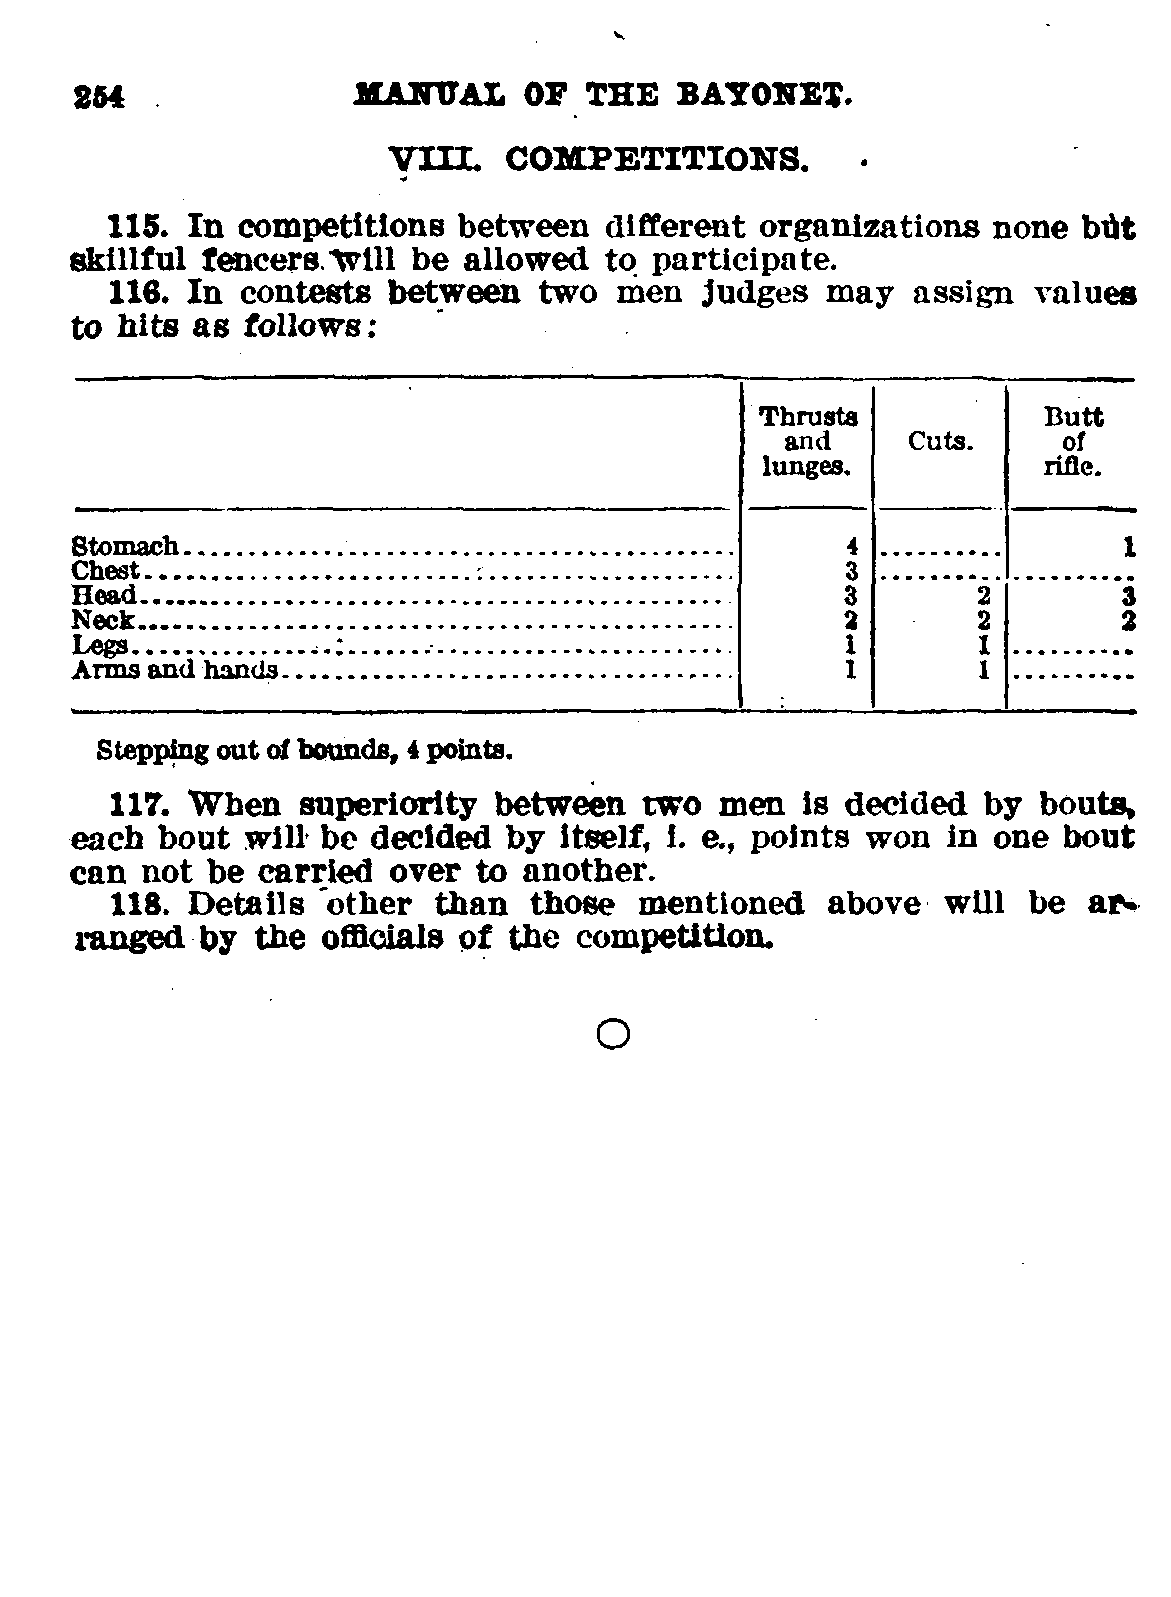 254 MANUAL OF THE BAYONET.
VIII. COMPETITIONS.
115. In competitions between different organizations none but
skillful fencers will be allowed to participate.
116. In contests between two men judges may assign values
to hits as follows:
Thrusts and lunges. Cuts. Butt of rifle.
Stomach 4 .......... 1
Chest 3 .......... ..........
Head 3 2 3
Neck 2 2 2
Legs 1 1 ..........
Arms and hands 1 1 ..........
Stepping out of bounds, 4 points.
117. When superiority between two men is decided by bouts,
each bout will be decided by itself, i. e., points won in one bout
can not be carried over to another.
118. Details other than those mentioned above will be ar-
ranged by the officials of the competition.